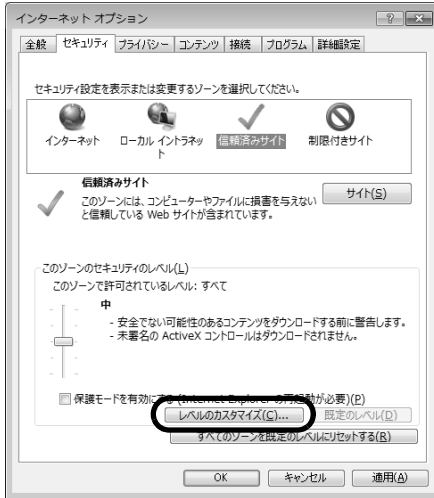 インターネット オプション
全般 セキュリティ プライバシー コンテンツ 接続 プログラム 詳細設定
セキュリティ設定を表示または変更するゾーンを選択してください。
インターネット
ローカル イントラネッ
ト
信頼済みサイト
制限付きサイト
信頼済みサイト
このゾーンには、コンピューターやファイルに損害を与えない
と信頼している Web サイトが含まれています。
サイト(S)
このゾーンのセキュリティのレベル(L)
このゾーンで許可されているレベル: すべて
中
- 安全でない可能性のあるコンテンツをダウンロードする前に警告します。
- 未署名の ActiveX コントロールはダウンロードされません。
保護モードを有効にする (Internet Explorer の再起動が必要)(P)
レベルのカスタマイズ(C)... 既定のレベル(D)
すべてのゾーンを既定のレベルにリセットする(R)
OK キャンセル 適用(A)